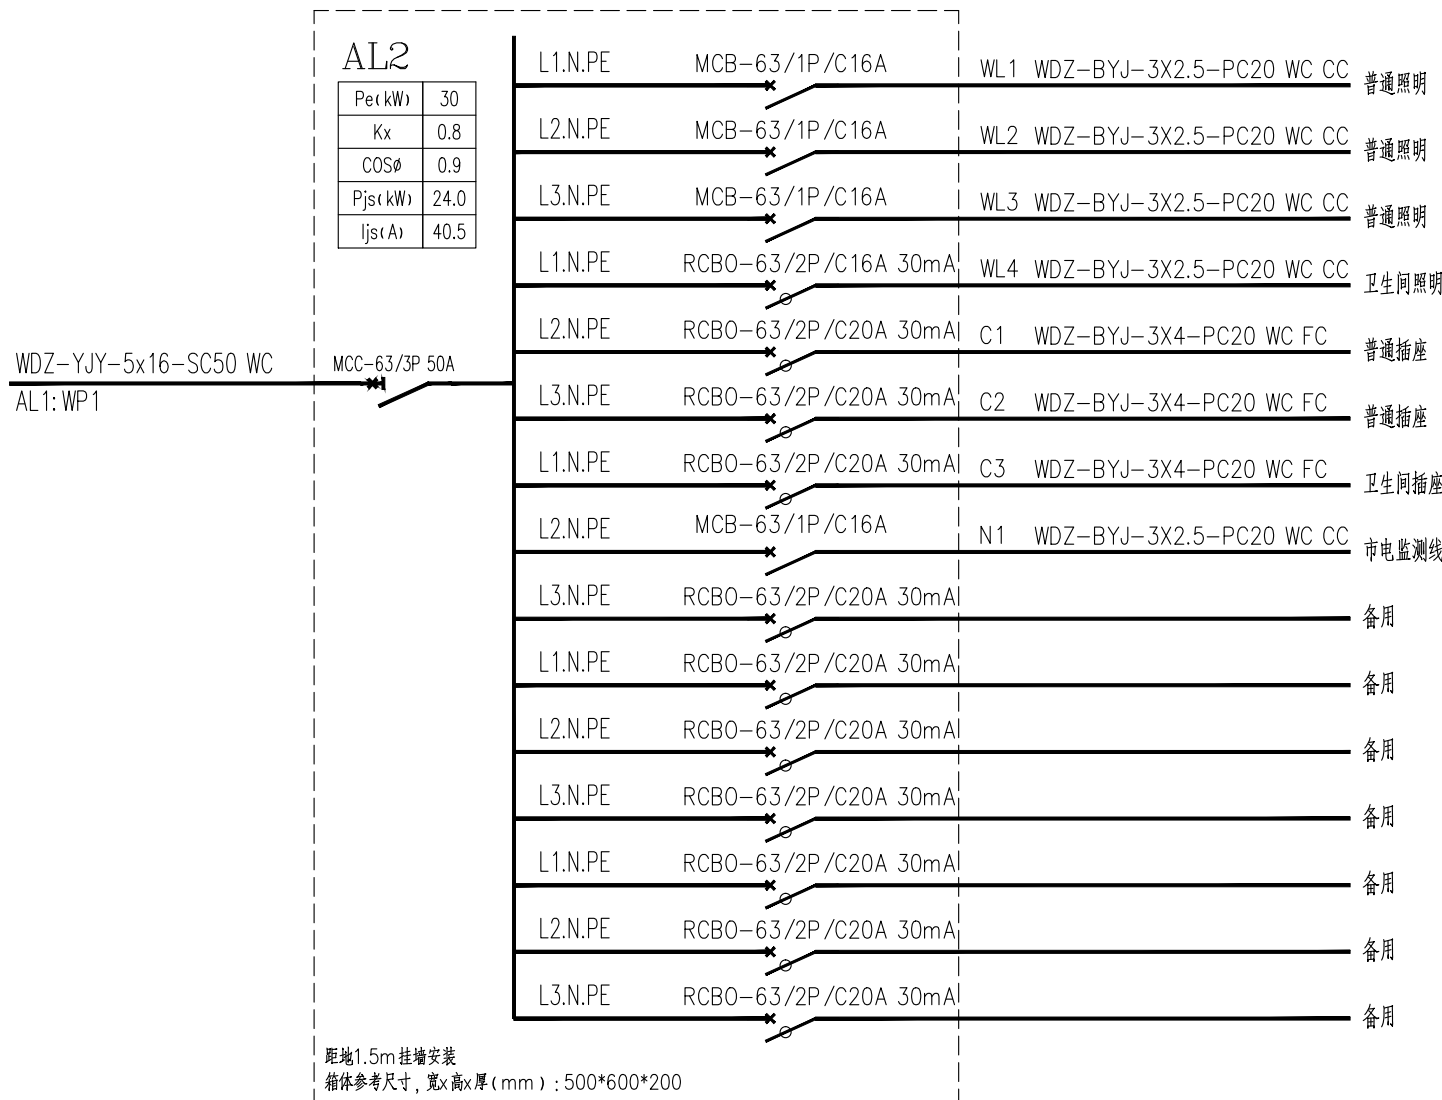 AL2
Pe(kW) 30
Kx 0.8
COSø 0.9
Pjs(kW) 24.0
Ijs(A) 40.5
WDZ-YJY-5x16-SC50 WC
AL1:WP1
MCC-63/3P 50A
L1.N.PE MCB-63/1P/C16A WL1 WDZ-BYJ-3X2.5-PC20 WC CC 普通照明
L2.N.PE MCB-63/1P/C16A WL2 WDZ-BYJ-3X2.5-PC20 WC CC 普通照明
L3.N.PE MCB-63/1P/C16A WL3 WDZ-BYJ-3X2.5-PC20 WC CC 普通照明
L1.N.PE RCBO-63/2P/C16A 30mA WL4 WDZ-BYJ-3X2.5-PC20 WC CC 卫生间照明
L2.N.PE RCBO-63/2P/C20A 30mA C1 WDZ-BYJ-3X4-PC20 WC FC 普通插座
L3.N.PE RCBO-63/2P/C20A 30mA C2 WDZ-BYJ-3X4-PC20 WC FC 普通插座
L1.N.PE RCBO-63/2P/C20A 30mA C3 WDZ-BYJ-3X4-PC20 WC FC 卫生间插座
L2.N.PE MCB-63/1P/C16A N1 WDZ-BYJ-3X2.5-PC20 WC CC 市电监测线
L3.N.PE RCBO-63/2P/C20A 30mA 备用
L1.N.PE RCBO-63/2P/C20A 30mA 备用
L2.N.PE RCBO-63/2P/C20A 30mA 备用
L3.N.PE RCBO-63/2P/C20A 30mA 备用
L1.N.PE RCBO-63/2P/C20A 30mA 备用
L2.N.PE RCBO-63/2P/C20A 30mA 备用
L3.N.PE RCBO-63/2P/C20A 30mA 备用
距地1.5m挂墙安装
箱体参考尺寸,宽x高x厚(mm):500*600*200